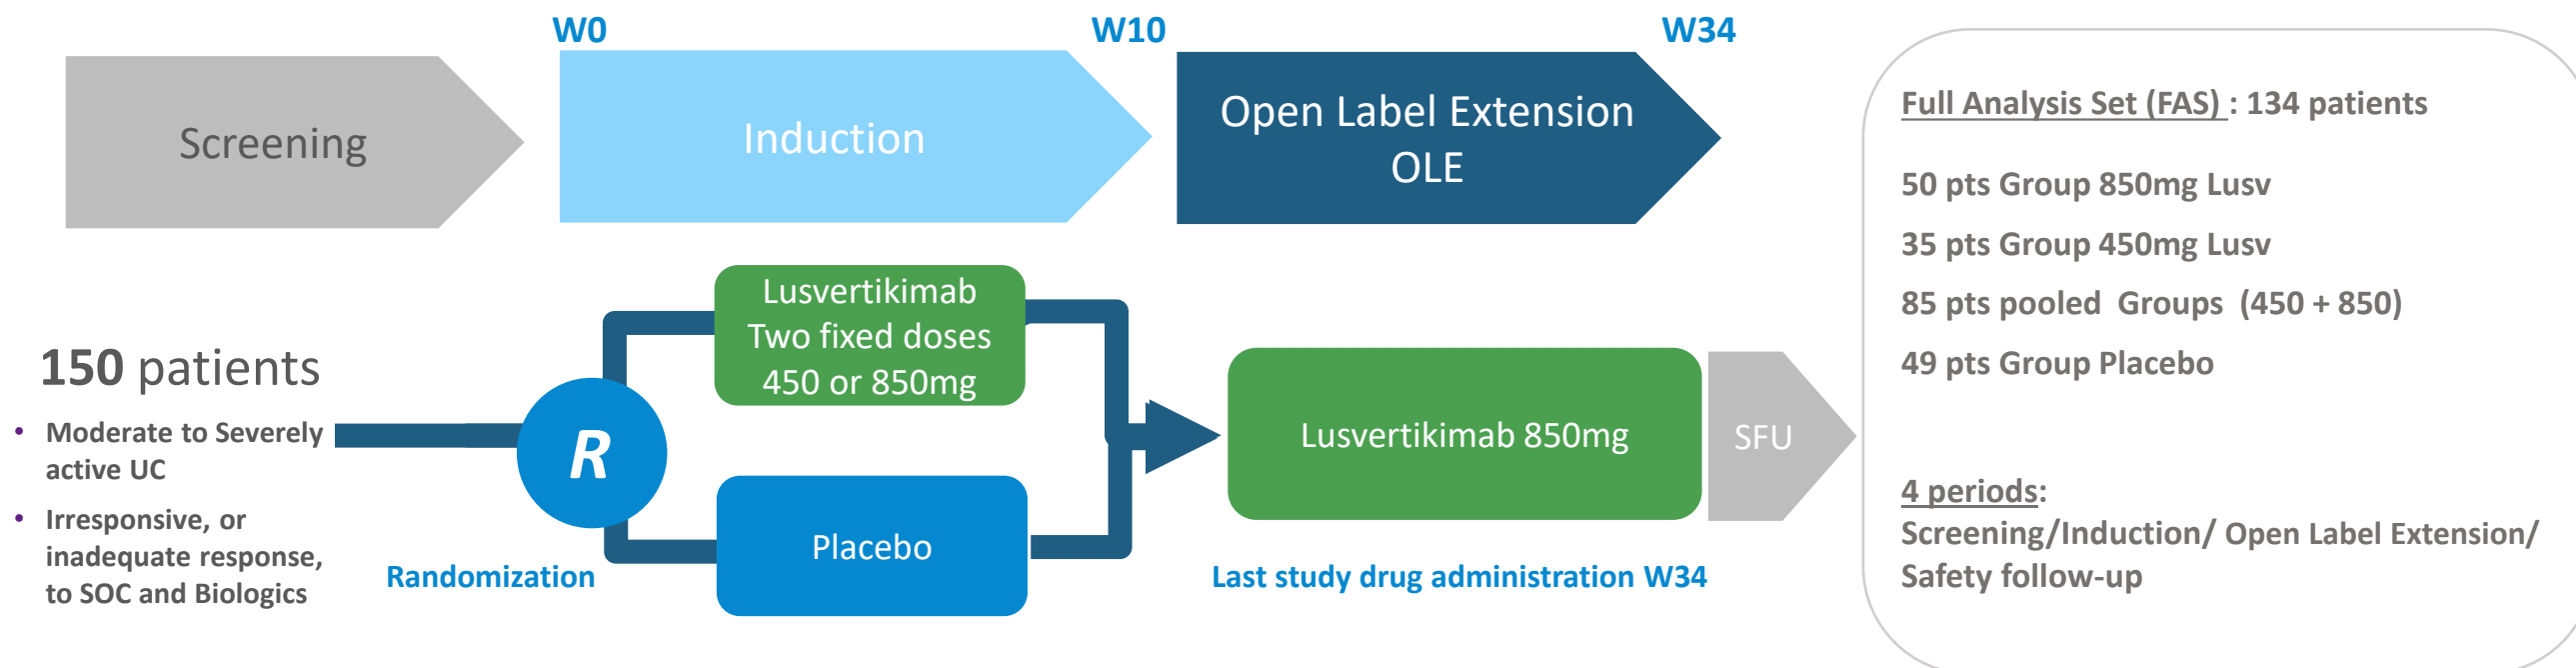 W0
W10
W34
Screening
Induction
Open Label Extension
OLE
150 patients
• Moderate to Severely
active UC
• Irresponsive, or
inadequate response,
to SOC and Biologics
R
Randomization
Lusvertikimab
Two fixed doses
450 or 850mg
Placebo
Lusvertikimab 850mg
SFU
Last study drug administration W34
Full Analysis Set (FAS) : 134 patients
50 pts Group 850mg Lusv
35 pts Group 450mg Lusv
85 pts pooled Groups (450 + 850)
49 pts Group Placebo
4 periods:
Screening/Induction/ Open Label Extension/
Safety follow-up